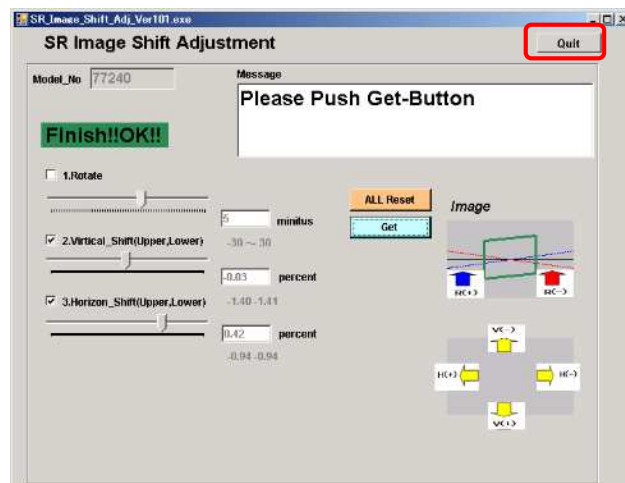 SR_Image_Shift_Adj_Ver101.exe
SR Image Shift Adjustment
Quit
Model_No 77240
Message
Please Push Get-Button
Finish!!OK!!
1.Rotate
5 minitus
-30 ~ 30
ALL Reset
Get
Image
R(+) R(-)
2.Virtical_Shift(Upper,Lower)
-0.03 percent
-1.40 -1.41
3.Horizon_Shift(Upper,Lower)
0.42 percent
-0.94 -0.94
V(-)
H(+) H(-)
V(+)